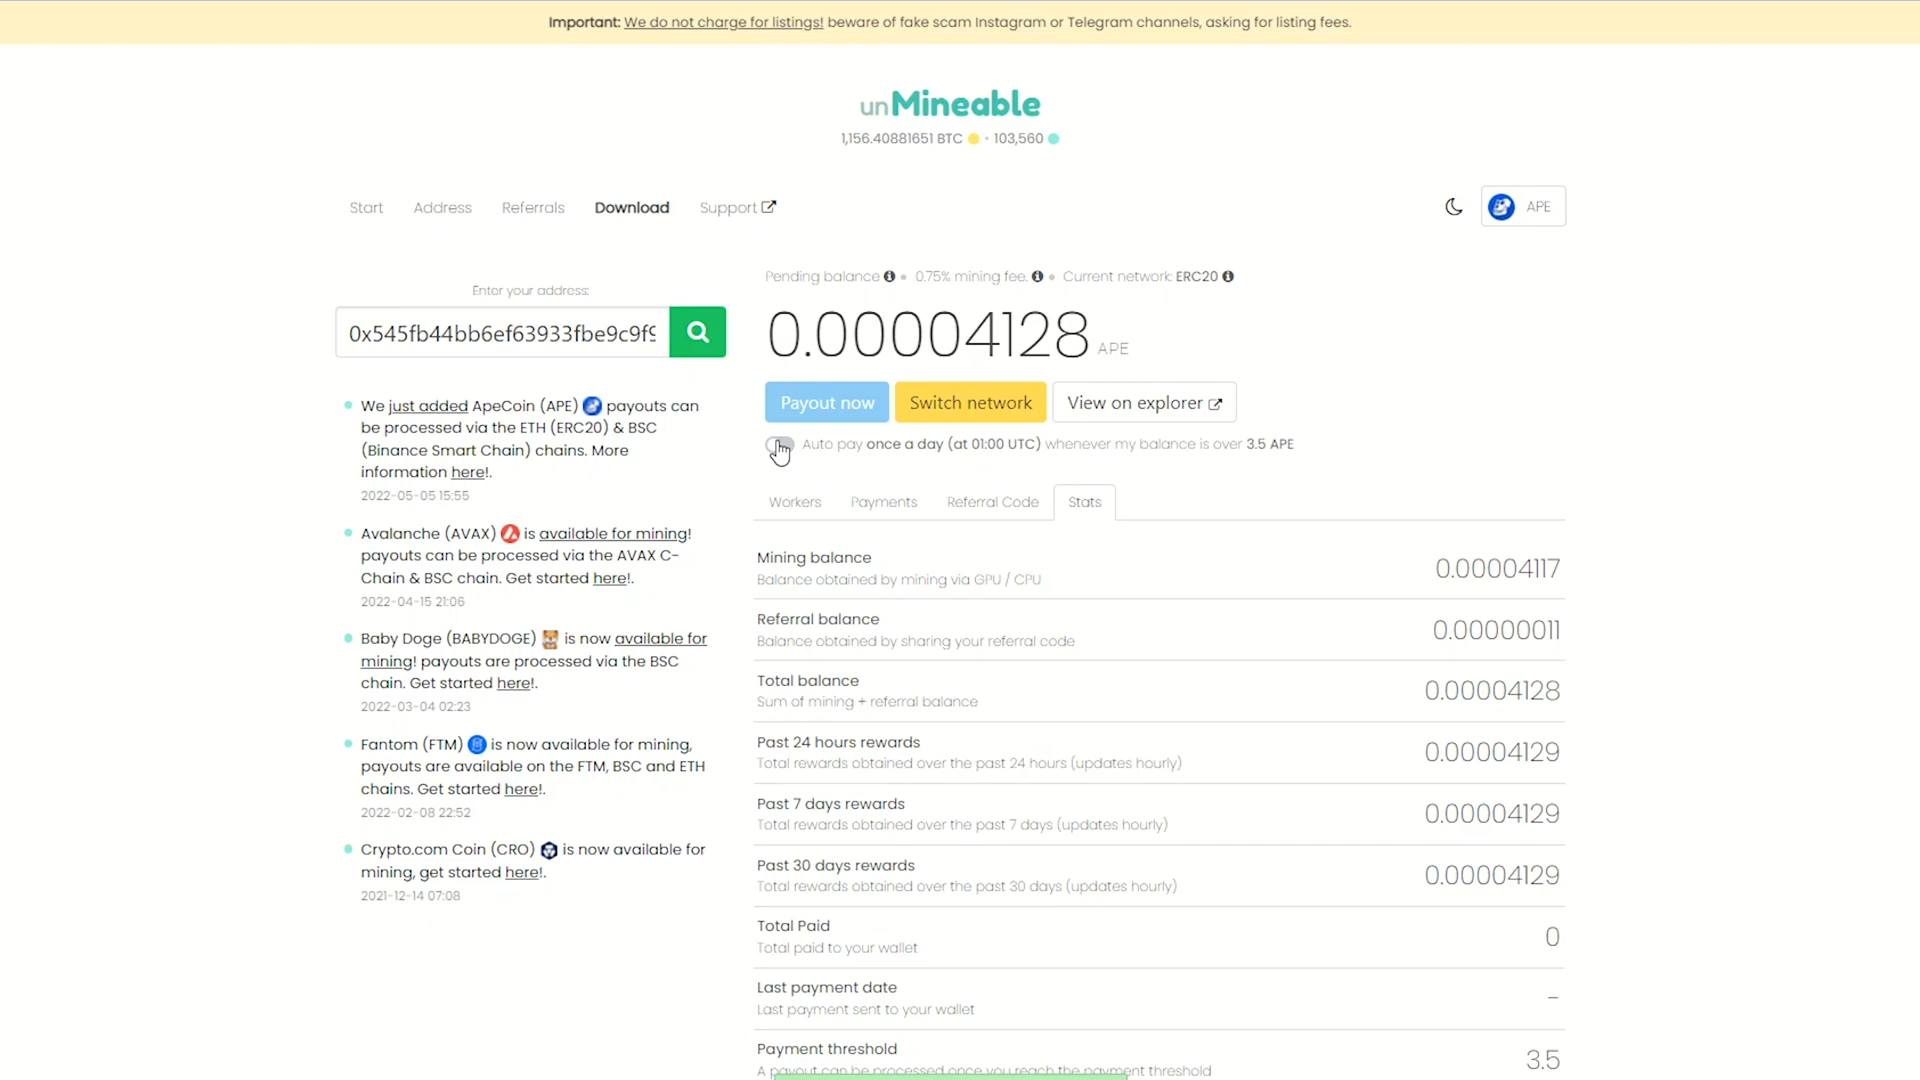 Important: We do not charge for listings! beware of fake scam Instagram or Telegram channels, asking for listing fees.
unMineable
1,156.40881651 BTC • 103,560
Start Address Referrals Download Support
APE
Enter your address:
0x545fb44bb6ef63933fbe9c9f9
We just added ApeCoin (APE) payouts can
be processed via the ETH (ERC20) & BSC
(Binance Smart Chain) chains. More
information here!.
2022-05-05 15:55
Avalanche (AVAX) is available for mining!
payouts can be processed via the AVAX C-
Chain & BSC chain. Get started here!.
2022-04-15 21:06
Baby Doge (BABYDOGE) is now available for
mining! payouts are processed via the BSC
chain. Get started here!.
2022-03-04 02:23
Fantom (FTM) is now available for mining,
payouts are available on the FTM, BSC and ETH
chains. Get started here!.
2022-02-08 22:52
Crypto.com Coin (CRO) is now available for
mining, get started here!.
2021-12-14 07:08
Pending balance • 0.75% mining fee. • Current network: ERC20
0.00004128 APE
Payout now Switch network View on explorer
Auto pay once a day (at 01:00 UTC) whenever my balance is over 3.5 APE
Workers Payments Referral Code Stats
Mining balance
Balance obtained by mining via GPU / CPU
0.00004117
Referral balance
Balance obtained by sharing your referral code
0.00000011
Total balance
Sum of mining + referral balance
0.00004128
Past 24 hours rewards
Total rewards obtained over the past 24 hours (updates hourly)
0.00004129
Past 7 days rewards
Total rewards obtained over the past 7 days (updates hourly)
0.00004129
Past 30 days rewards
Total rewards obtained over the past 30 days (updates hourly)
0.00004129
Total Paid
Total paid to your wallet
0
Last payment date
Last payment sent to your wallet
-
Payment threshold
A payout can be processed once you reach the payment threshold
3.5